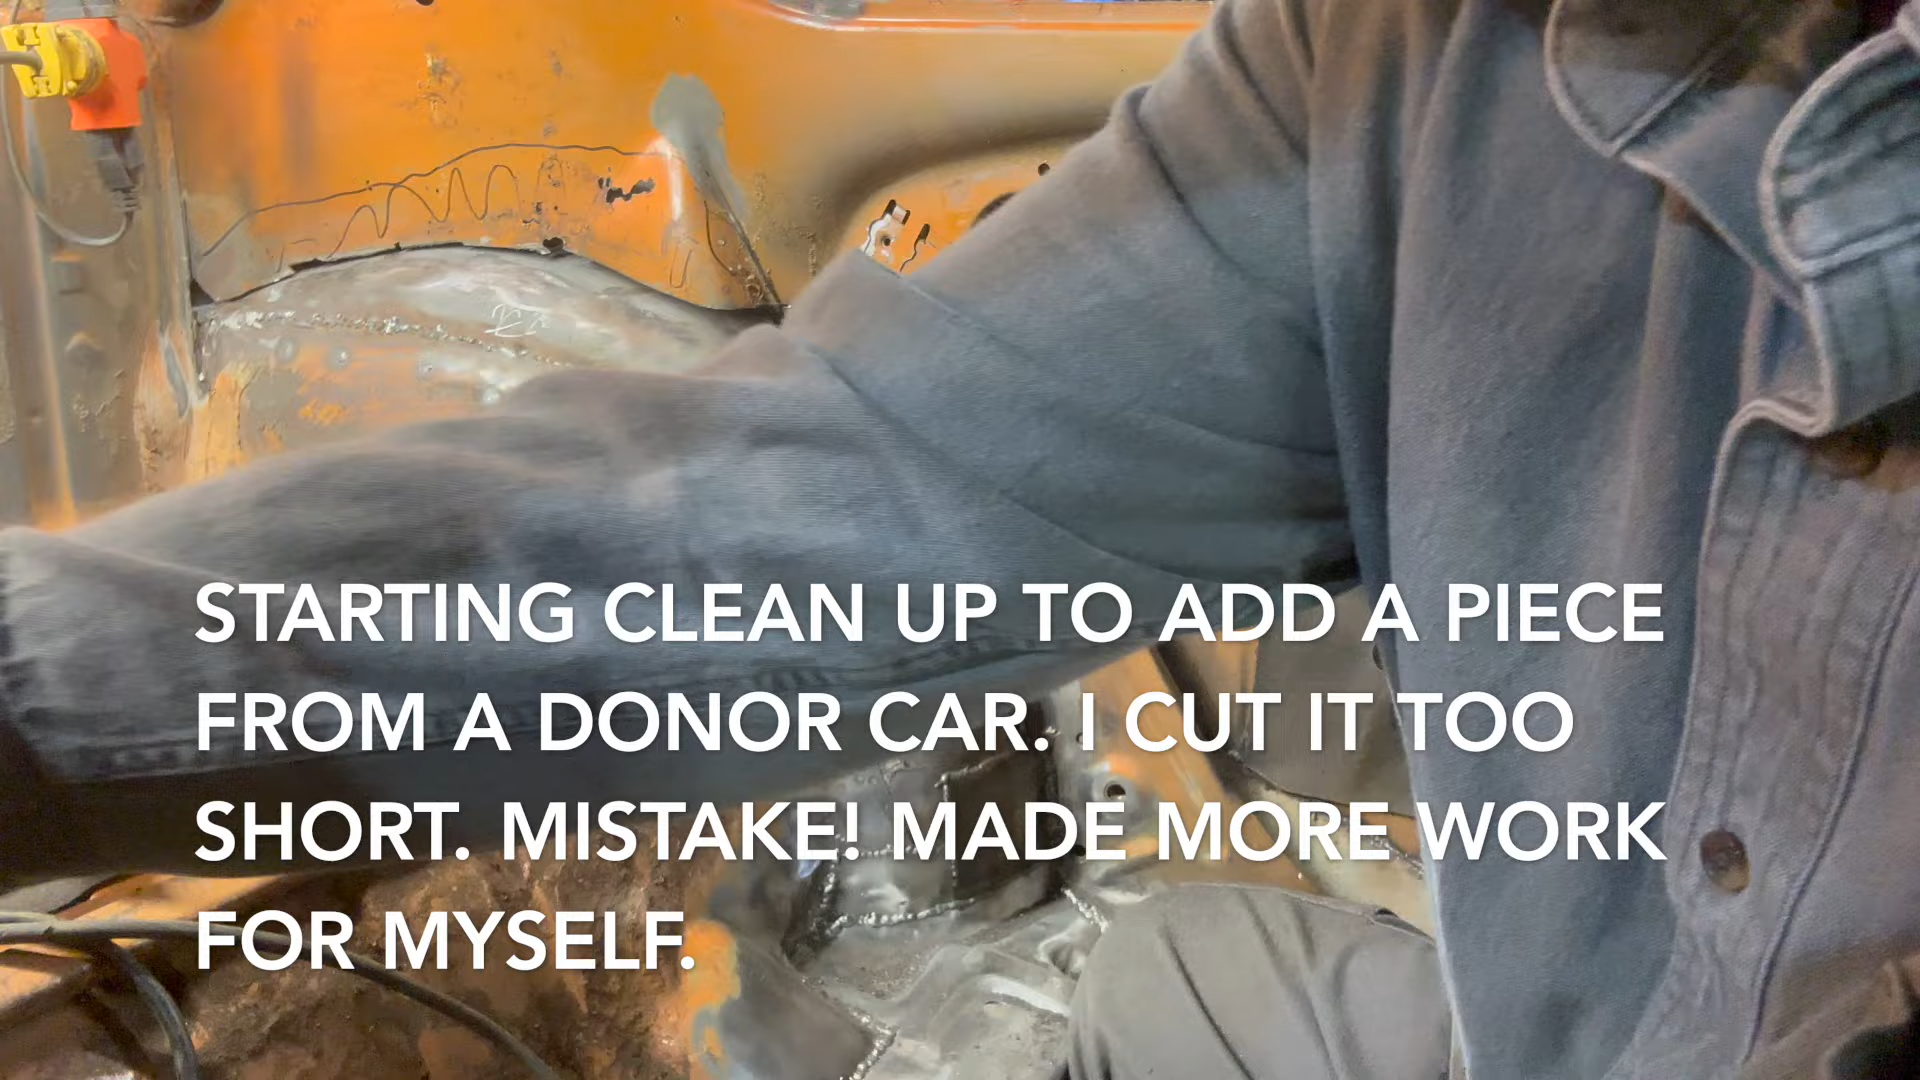 STARTING CLEAN UP TO ADD A PIECE
FROM A DONOR CAR. I CUT IT TOO
SHORT. MISTAKE! MADE MORE WORK
FOR MYSELF.